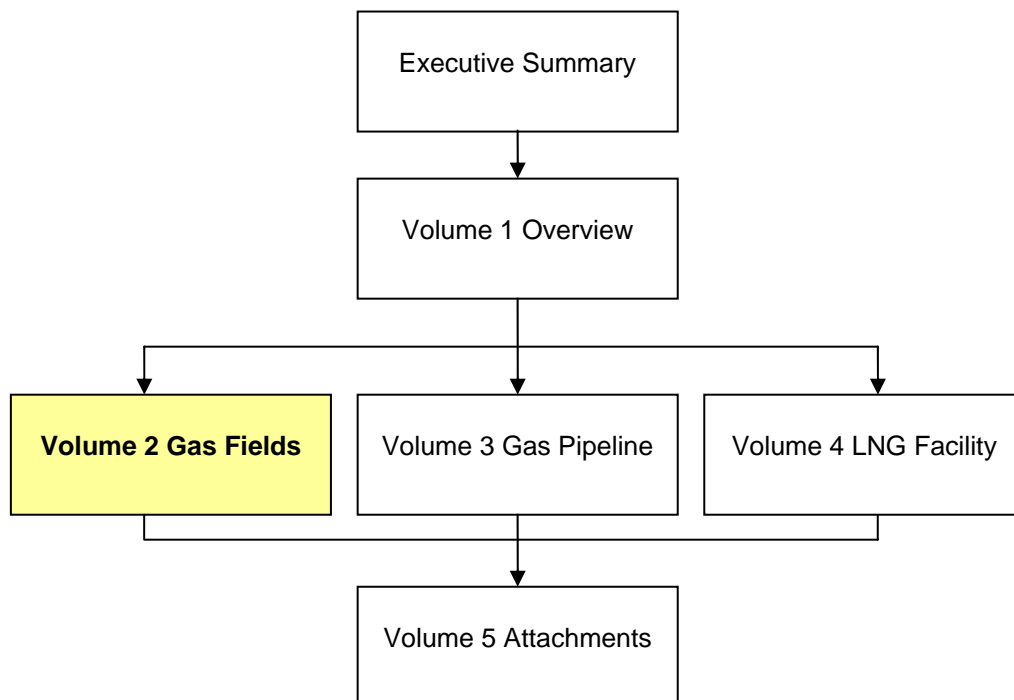 Executive Summary
Volume 1 Overview
Volume 2 Gas Fields
Volume 3 Gas Pipeline
Volume 4 LNG Facility
Volume 5 Attachments